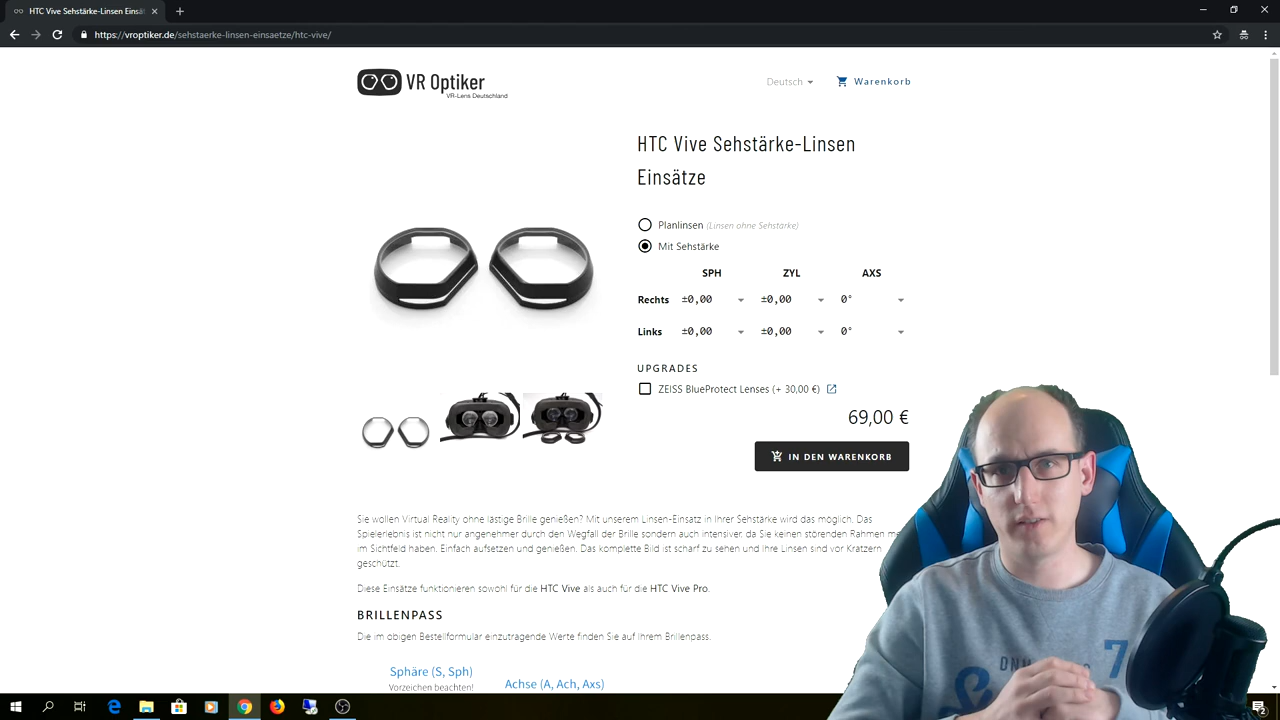 HTC Vive Sehstärke-Linsen Einsä
https://vroptiker.de/sehstaerke-linsen-einsaetze/htc-vive/
VR Optiker
VR-Lens Deutschland
Deutsch
Warenkorb
HTC Vive Sehstärke-Linsen
Einsätze
Planlinsen (Linsen ohne Sehstärke)
Mit Sehstärke
SPH ZYL AXS
Rechts ±0,00 ±0,00 0°
Links ±0,00 ±0,00 0°
UPGRADES
ZEISS BlueProtect Lenses (+ 30,00 €)
69,00 €
IN DEN WARENKORB
Sie wollen Virtual Reality ohne lästige Brille genießen? Mit unserem Linsen-Einsatz in Ihrer Sehstärke wird das möglich. Das
Spielerlebnis ist nicht nur angenehmer durch den Wegfall der Brille sondern auch intensiver, da Sie keinen störenden Rahmen
im Sichtfeld haben. Einfach aufsetzen und genießen. Das komplette Bild ist scharf zu sehen und Ihre Linsen sind vor Kratzern
geschützt.
Diese Einsätze funktionieren sowohl für die HTC Vive als auch für die HTC Vive Pro.
BRILLENPASS
Die im obigen Bestellformular einzutragende Werte finden Sie auf Ihrem Brillenpass.
Sphäre (S, Sph)
Vorzeichen beachten!
Achse (A, Ach, Axs)
7
2